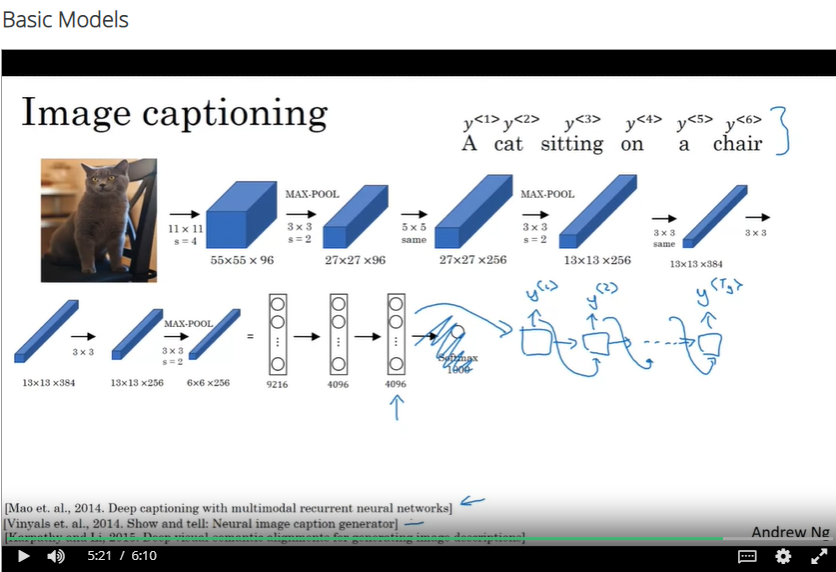 Basic Models
Image captioning
y<1> y<2> y<3> y<4> y<5> y<6>
A cat sitting on a chair
MAX-POOL
MAX-POOL
11 × 11
s = 4
3 × 3
s = 2
5 × 5
same
3 × 3
s = 2
3 × 3
same
3 × 3
55×55 × 96
27×27 ×96
27×27 ×256
13×13 ×256
13×13 ×384
y<1>
y<2>
y<Ty>
MAX-POOL
3 × 3
3 × 3
s = 2
=
Softmax
1000
13×13 ×384
13×13 ×256
6×6 ×256
9216
4096
4096
[Mao et. al., 2014. Deep captioning with multimodal recurrent neural networks]
[Vinyals et. al., 2014. Show and tell: Neural image caption generator]
[Karpathy and Li, 2015. Deep visual semantic alignments for generating image descriptions]
Andrew Ng
5:21 / 6:10